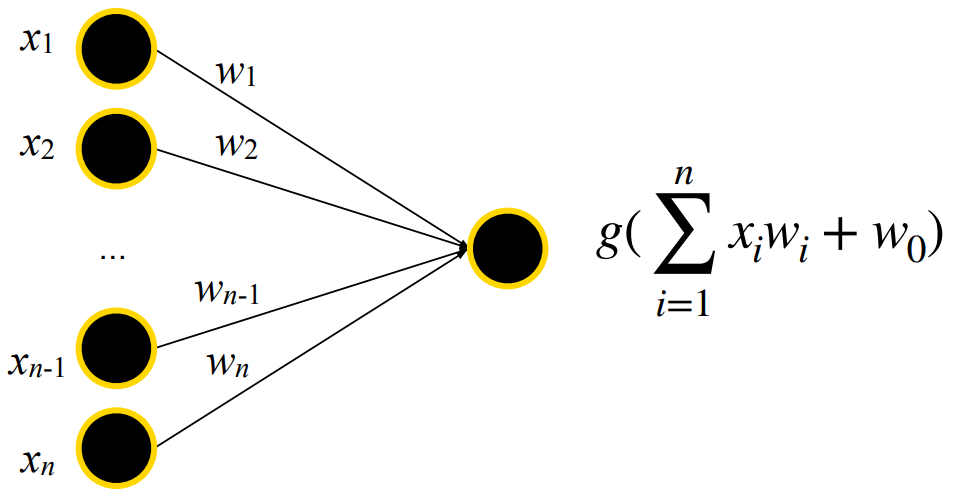 x1
w1
x2
w2
...
g( n∑i=1 xiwi + w0)
wn-1
xn-1
wn
xn